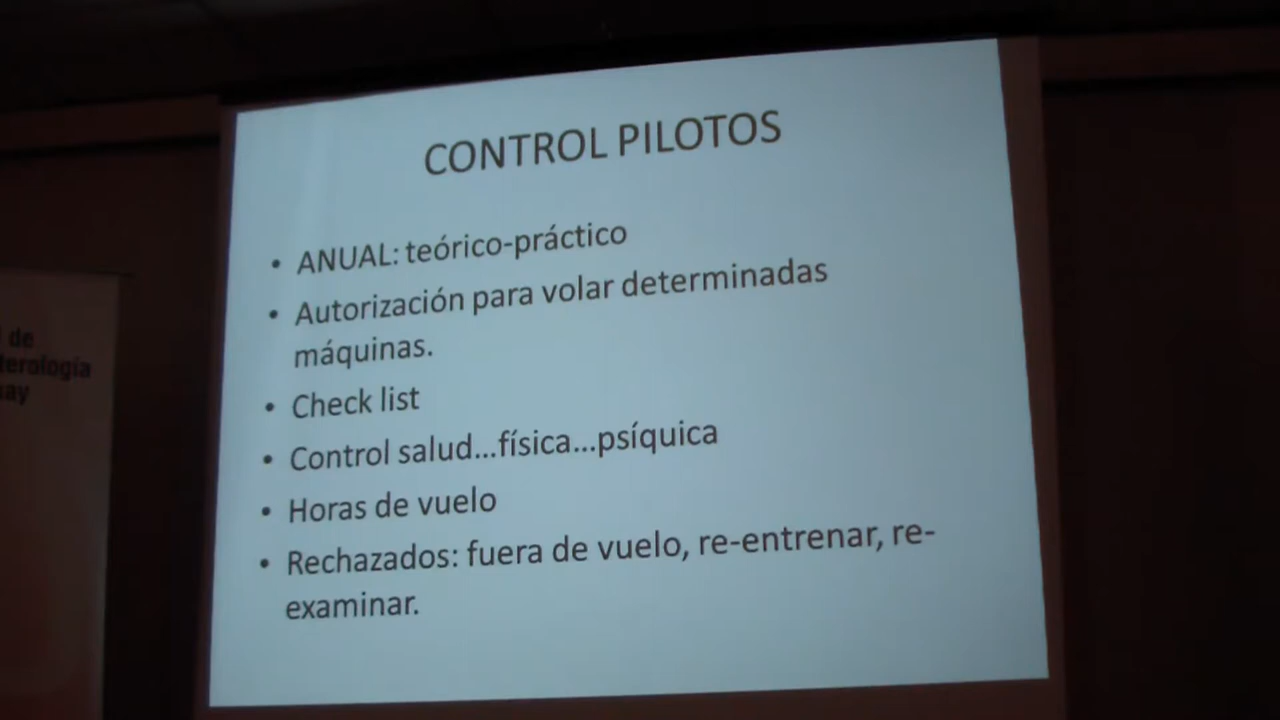 CONTROL PILOTOS
• ANUAL: teórico-práctico
• Autorización para volar determinadas
máquinas.
• Check list
• Control salud...física...psíquica
• Horas de vuelo
• Rechazados: fuera de vuelo, re-entrenar, re-
examinar.
de